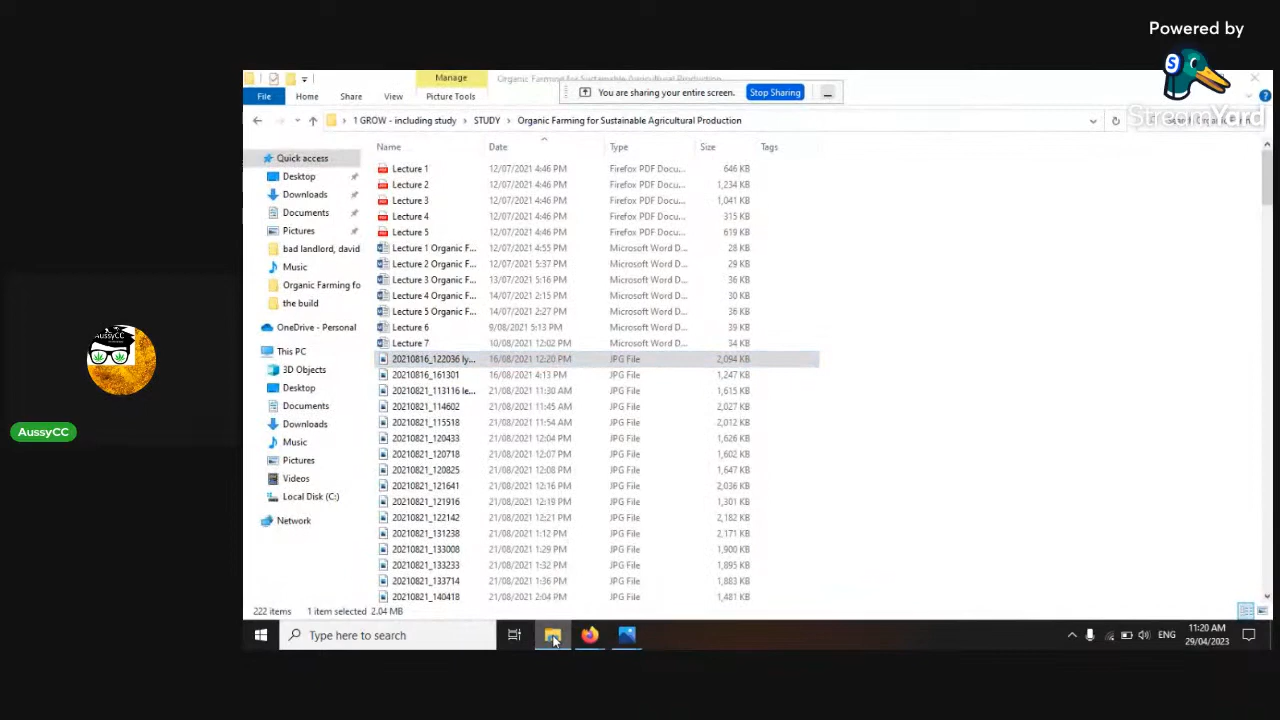 Powered by
StreamYard
Manage
Organic Farming for Sustainable Agricultural Production
You are sharing your entire screen. Stop Sharing
File Home Share View Picture Tools
1 GROW - including study › STUDY › Organic Farming for Sustainable Agricultural Production
Name Date Type Size Tags
Quick access
Desktop
Downloads
Documents
Pictures
bad landlord, david
Music
Organic Farming fo
the build
OneDrive - Personal
This PC
3D Objects
Desktop
Documents
Downloads
Music
Pictures
Videos
Local Disk (C:)
Network
Lecture 1 12/07/2021 4:46 PM Firefox PDF Docu... 646 KB
Lecture 2 12/07/2021 4:46 PM Firefox PDF Docu... 1,234 KB
Lecture 3 12/07/2021 4:46 PM Firefox PDF Docu... 1,041 KB
Lecture 4 12/07/2021 4:46 PM Firefox PDF Docu... 315 KB
Lecture 5 12/07/2021 4:46 PM Firefox PDF Docu... 619 KB
Lecture 1 Organic F... 12/07/2021 4:55 PM Microsoft Word D... 28 KB
Lecture 2 Organic F... 12/07/2021 5:37 PM Microsoft Word D... 29 KB
Lecture 3 Organic F... 13/07/2021 5:16 PM Microsoft Word D... 36 KB
Lecture 4 Organic F... 14/07/2021 2:15 PM Microsoft Word D... 30 KB
Lecture 5 Organic F... 14/07/2021 2:27 PM Microsoft Word D... 36 KB
Lecture 6 9/08/2021 5:13 PM Microsoft Word D... 39 KB
Lecture 7 10/08/2021 12:02 PM Microsoft Word D... 34 KB
20210816_122036 ly... 16/08/2021 12:20 PM JPG File 2,094 KB
20210816_161301 16/08/2021 4:13 PM JPG File 1,247 KB
20210821_113116 le... 21/08/2021 11:30 AM JPG File 1,615 KB
20210821_114602 21/08/2021 11:45 AM JPG File 2,027 KB
20210821_115518 21/08/2021 11:54 AM JPG File 2,012 KB
20210821_120433 21/08/2021 12:04 PM JPG File 1,626 KB
20210821_120718 21/08/2021 12:07 PM JPG File 1,602 KB
20210821_120825 21/08/2021 12:08 PM JPG File 1,647 KB
20210821_121641 21/08/2021 12:16 PM JPG File 2,036 KB
20210821_121916 21/08/2021 12:19 PM JPG File 1,301 KB
20210821_122142 21/08/2021 12:21 PM JPG File 2,182 KB
20210821_131238 21/08/2021 1:12 PM JPG File 2,171 KB
20210821_133008 21/08/2021 1:29 PM JPG File 1,900 KB
20210821_133233 21/08/2021 1:32 PM JPG File 1,895 KB
20210821_133714 21/08/2021 1:36 PM JPG File 1,883 KB
20210821_140418 21/08/2021 2:04 PM JPG File 1,481 KB
222 items 1 item selected 2.04 MB
AussyCC
AussyCC
Type here to search
ENG
11:20 AM
29/04/2023